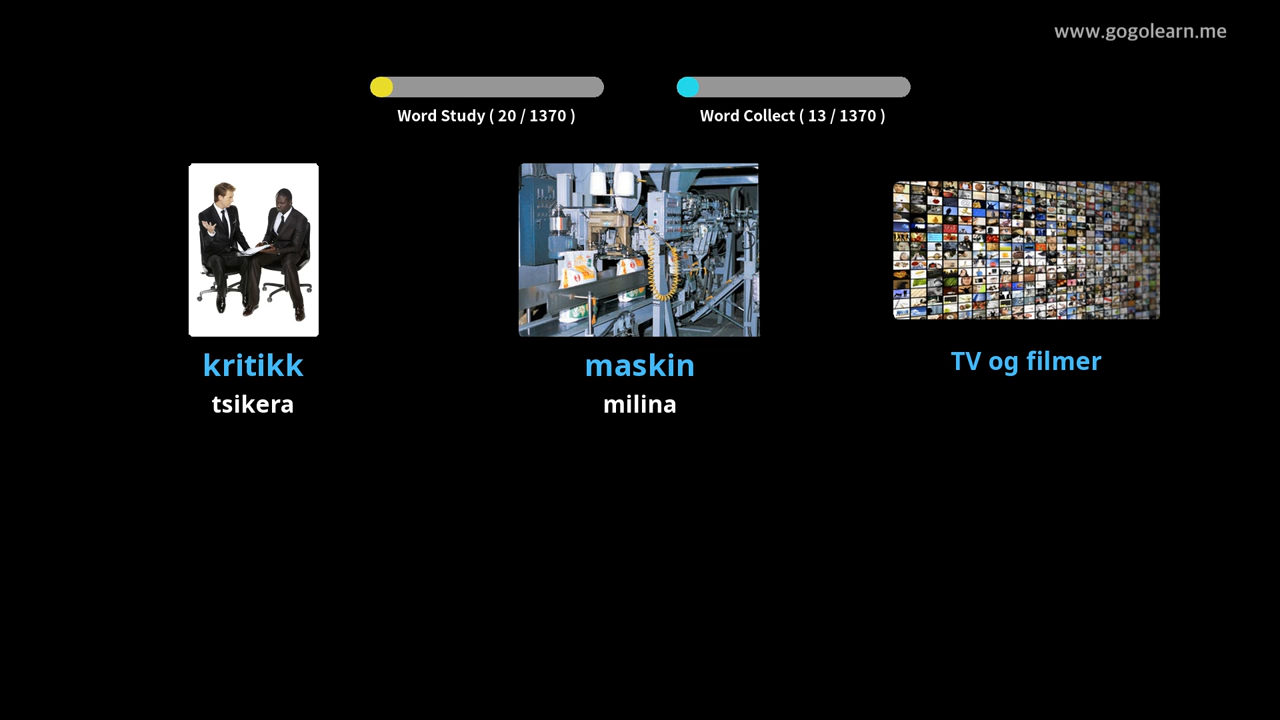 www.gogolearn.me
Word Study ( 20 / 1370 )
Word Collect ( 13 / 1370 )
kritikk
tsikera
maskin
milina
TV og filmer